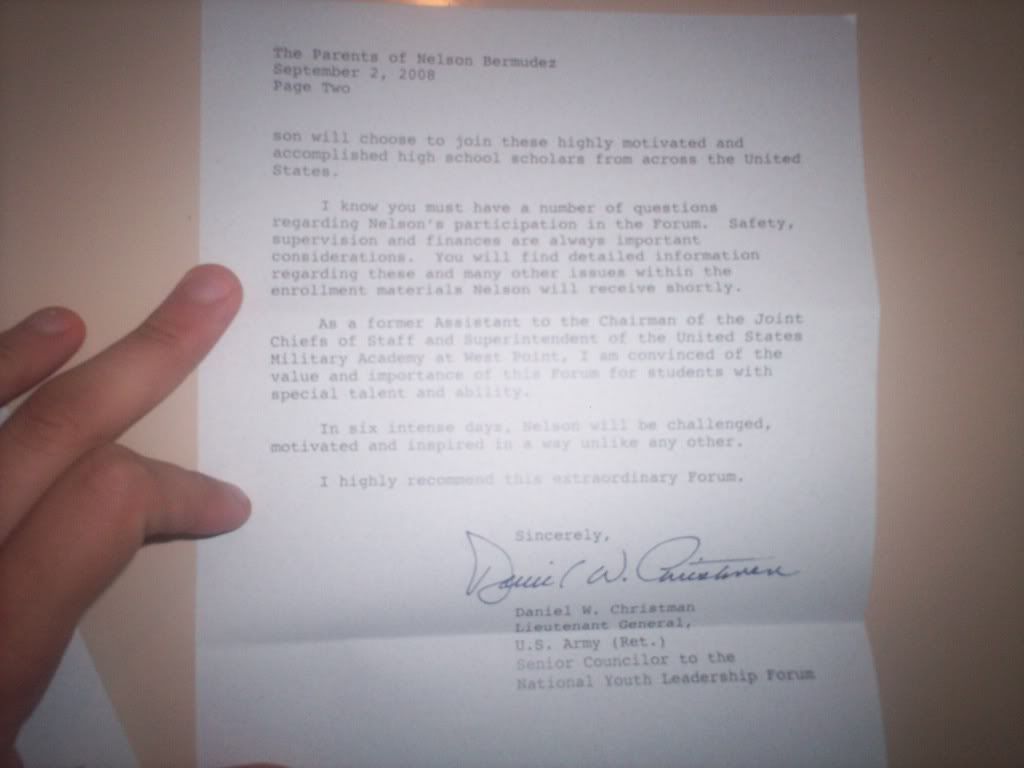 The Parents of Nelson Bermudez
September 2, 2008
Page Two
son will choose to join these highly motivated and
accomplished high school scholars from across the United
States.
I know you must have a number of questions
regarding Nelson's participation in the Forum. Safety,
supervision and finances are always important
considerations. You will find detailed information
regarding these and many other issues within the
enrollment materials Nelson will receive shortly.
As a former Assistant to the Chairman of the Joint
Chiefs of Staff and Superintendent of the United States
Military Academy at West Point, I am convinced of the
value and importance of this Forum for students with
special talent and ability.
In six intense days, Nelson will be challenged,
motivated and inspired in a way unlike any other.
I highly recommend this extraordinary Forum.
Sincerely,
Daniel W. Christman
Daniel W. Christman
Lieutenant General,
U.S. Army (Ret.)
Senior Councilor to the
National Youth Leadership Forum